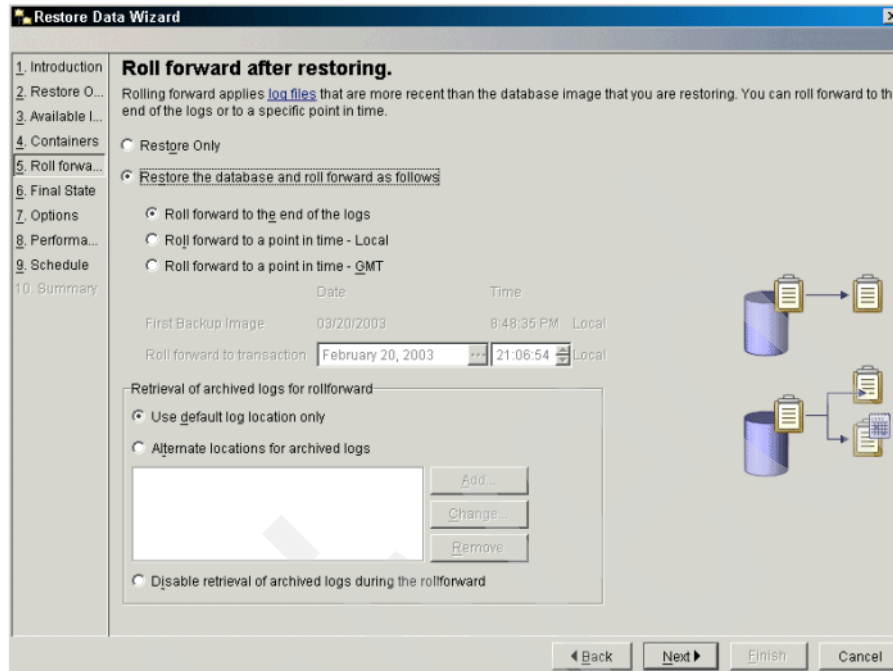 Restore Data Wizard
1. Introduction
2. Restore O...
3. Available I...
4. Containers
5. Roll forwa...
6. Final State
7. Options
8. Performa...
9. Schedule
10. Summary
Roll forward after restoring.
Rolling forward applies log files that are more recent than the database image that you are restoring. You can roll forward to th
end of the logs or to a specific point in time.
Restore Only
Restore the database and roll forward as follows
Roll forward to the end of the logs
Roll forward to a point in time - Local
Roll forward to a point in time - GMT
Date Time
First Backup Image 03/20/2003 8:48:35 PM Local
Roll forward to transaction February 20, 2003 ... 21:06:54 Local
Retrieval of archived logs for rollforward
Use default log location only
Alternate locations for archived logs
Add...
Change...
Remove
Disable retrieval of archived logs during the rollforward
Back Next Finish Cancel